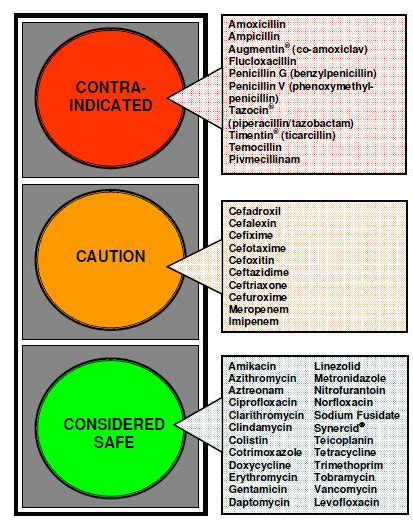 CONTRA-
INDICATED
Amoxicillin
Ampicillin
Augmentin® (co-amoxiclav)
Flucloxacillin
Penicillin G (benzylpenicillin)
Penicillin V (phenoxymethyl-
penicillin)
Tazocin®
(piperacillin/tazobactam)
Timentin® (ticarcillin)
Temocillin
Pivmecillinam
CAUTION
Cefadroxil
Cefalexin
Cefixime
Cefotaxime
Cefoxitin
Ceftazidime
Ceftriaxone
Cefuroxime
Meropenem
Imipenem
CONSIDERED
SAFE
Amikacin
Azithromycin
Aztreonam
Ciprofloxacin
Clarithromycin
Clindamycin
Colistin
Cotrimoxazole
Doxycycline
Erythromycin
Gentamicin
Daptomycin
Linezolid
Metronidazole
Nitrofurantoin
Norfloxacin
Sodium Fusidate
Synercid®
Teicoplanin
Tetracycline
Trimethoprim
Tobramycin
Vancomycin
Levofloxacin